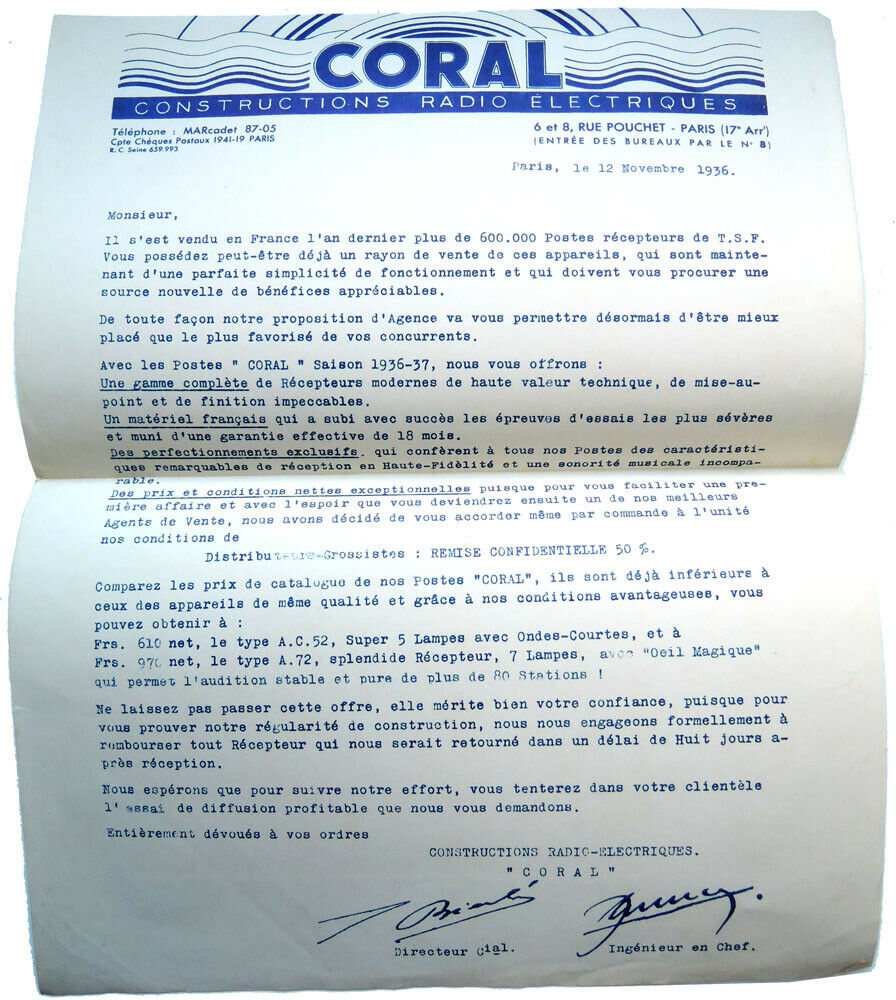 CORAL
CONSTRUCTIONS RADIO ÉLECTRIQUES
Téléphone : MARcadet 87-05
Cpte Chèques Postaux 1941-19 PARIS
R. C. Seine 659.993
6 et 8, RUE POUCHET - PARIS (17e Arrt)
(ENTRÉE DES BUREAUX PAR LE No 8)
Paris, le 12 Novembre 1936.
Monsieur,
Il s'est vendu en France l'an dernier plus de 600.000 Postes récepteurs de T.S.F.
Vous possédez peut-être déjà un rayon de vente de ces appareils, qui sont mainte-
nant d'une parfaite simplicité de fonctionnement et qui doivent vous procurer une
source nouvelle de bénéfices appréciables.
De toute façon notre proposition d'Agence va vous permettre désormais d'être mieux
placé que le plus favorisé de vos concurrents.
Avec les Postes " CORAL " Saison 1936-37, nous vous offrons :
Une gamme complète de Récepteurs modernes de haute valeur technique, de mise-au-
point et de finition impeccables.
Un matériel français qui a subi avec succès les épreuves d'essais les plus sévères
et muni d'une garantie effective de 18 mois.
Des perfectionnements exclusifs, qui confèrent à tous nos Postes des caractéristi-
ques remarquables de réception en Haute-Fidèlité et une sonorité musicale incompa-
rable.
Des prix et conditions nettes exceptionnelles puisque pour vous faciliter une pre-
mière affaire et avec l'espoir que vous deviendrez ensuite un de nos meilleurs
Agents de Vente, nous avons décidé de vous accorder même par commande à l'unité
nos conditions de
Distributeurs-Grossistes : REMISE CONFIDENTIELLE 50 %.
Comparez les prix de catalogue de nos Postes "CORAL", ils sont déjà inférieurs à
ceux des appareils de même qualité et grâce à nos conditions avantageuses, vous
pouvez obtenir à :
Frs. 610 net, le type A.C.52, Super 5 Lampes avec Ondes-Courtes, et à
Frs. 970 net, le type A.72, splendide Récepteur, 7 Lampes, avec "Oeil Magique"
qui permet l'audition stable et pure de plus de 80 Stations !
Ne laissez pas passer cette offre, elle mérite bien votre confiance, puisque pour
vous prouver notre régularité de construction, nous nous engageons formellement à
rembourser tout Récepteur qui nous serait retourné dans un délai de Huit jours a-
près réception.
Nous espérons que pour suivre notre effort, vous tenterez dans votre clientèle
l'essai de diffusion profitable que nous vous demandons.
Entièrement dévoués à vos ordres
CONSTRUCTIONS RADIO-ELECTRIQUES.
" C O R A L "
Directeur Cial.
Ingénieur en Chef.